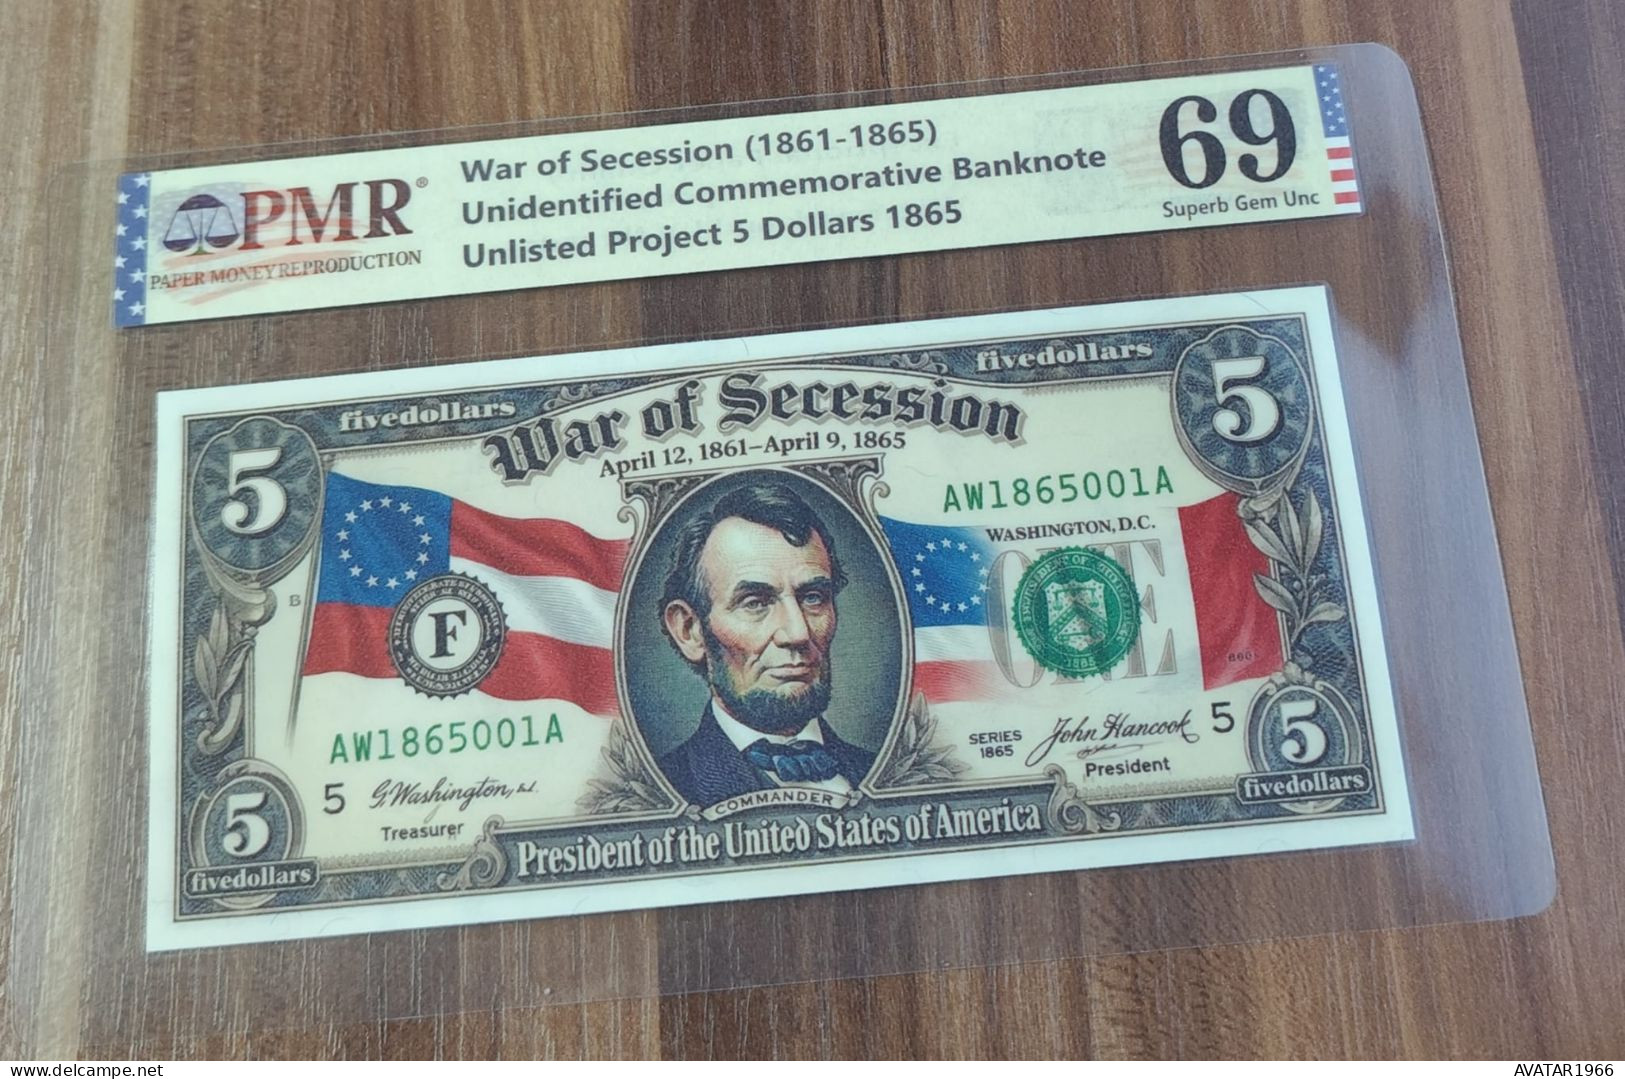 PMR®
PAPER MONEY REPRODUCTION
War of Secession (1861-1865)
Unidentified Commemorative Banknote
Unlisted Project 5 Dollars 1865
69
Superb Gem Unc
5
fivedollars
War of Secession
fivedollars
5
April 12, 1861–April 9, 1865
AW1865001A
WASHINGTON, D.C.
ONE
B
F
1865
AW1865001A
SERIES
1865
John Hancock
President
5
5
fivedollars
5
G. Washington,
Treasurer
COMMANDER
President of the United States of America
5
fivedollars
delcampe.net
AVATAR1966